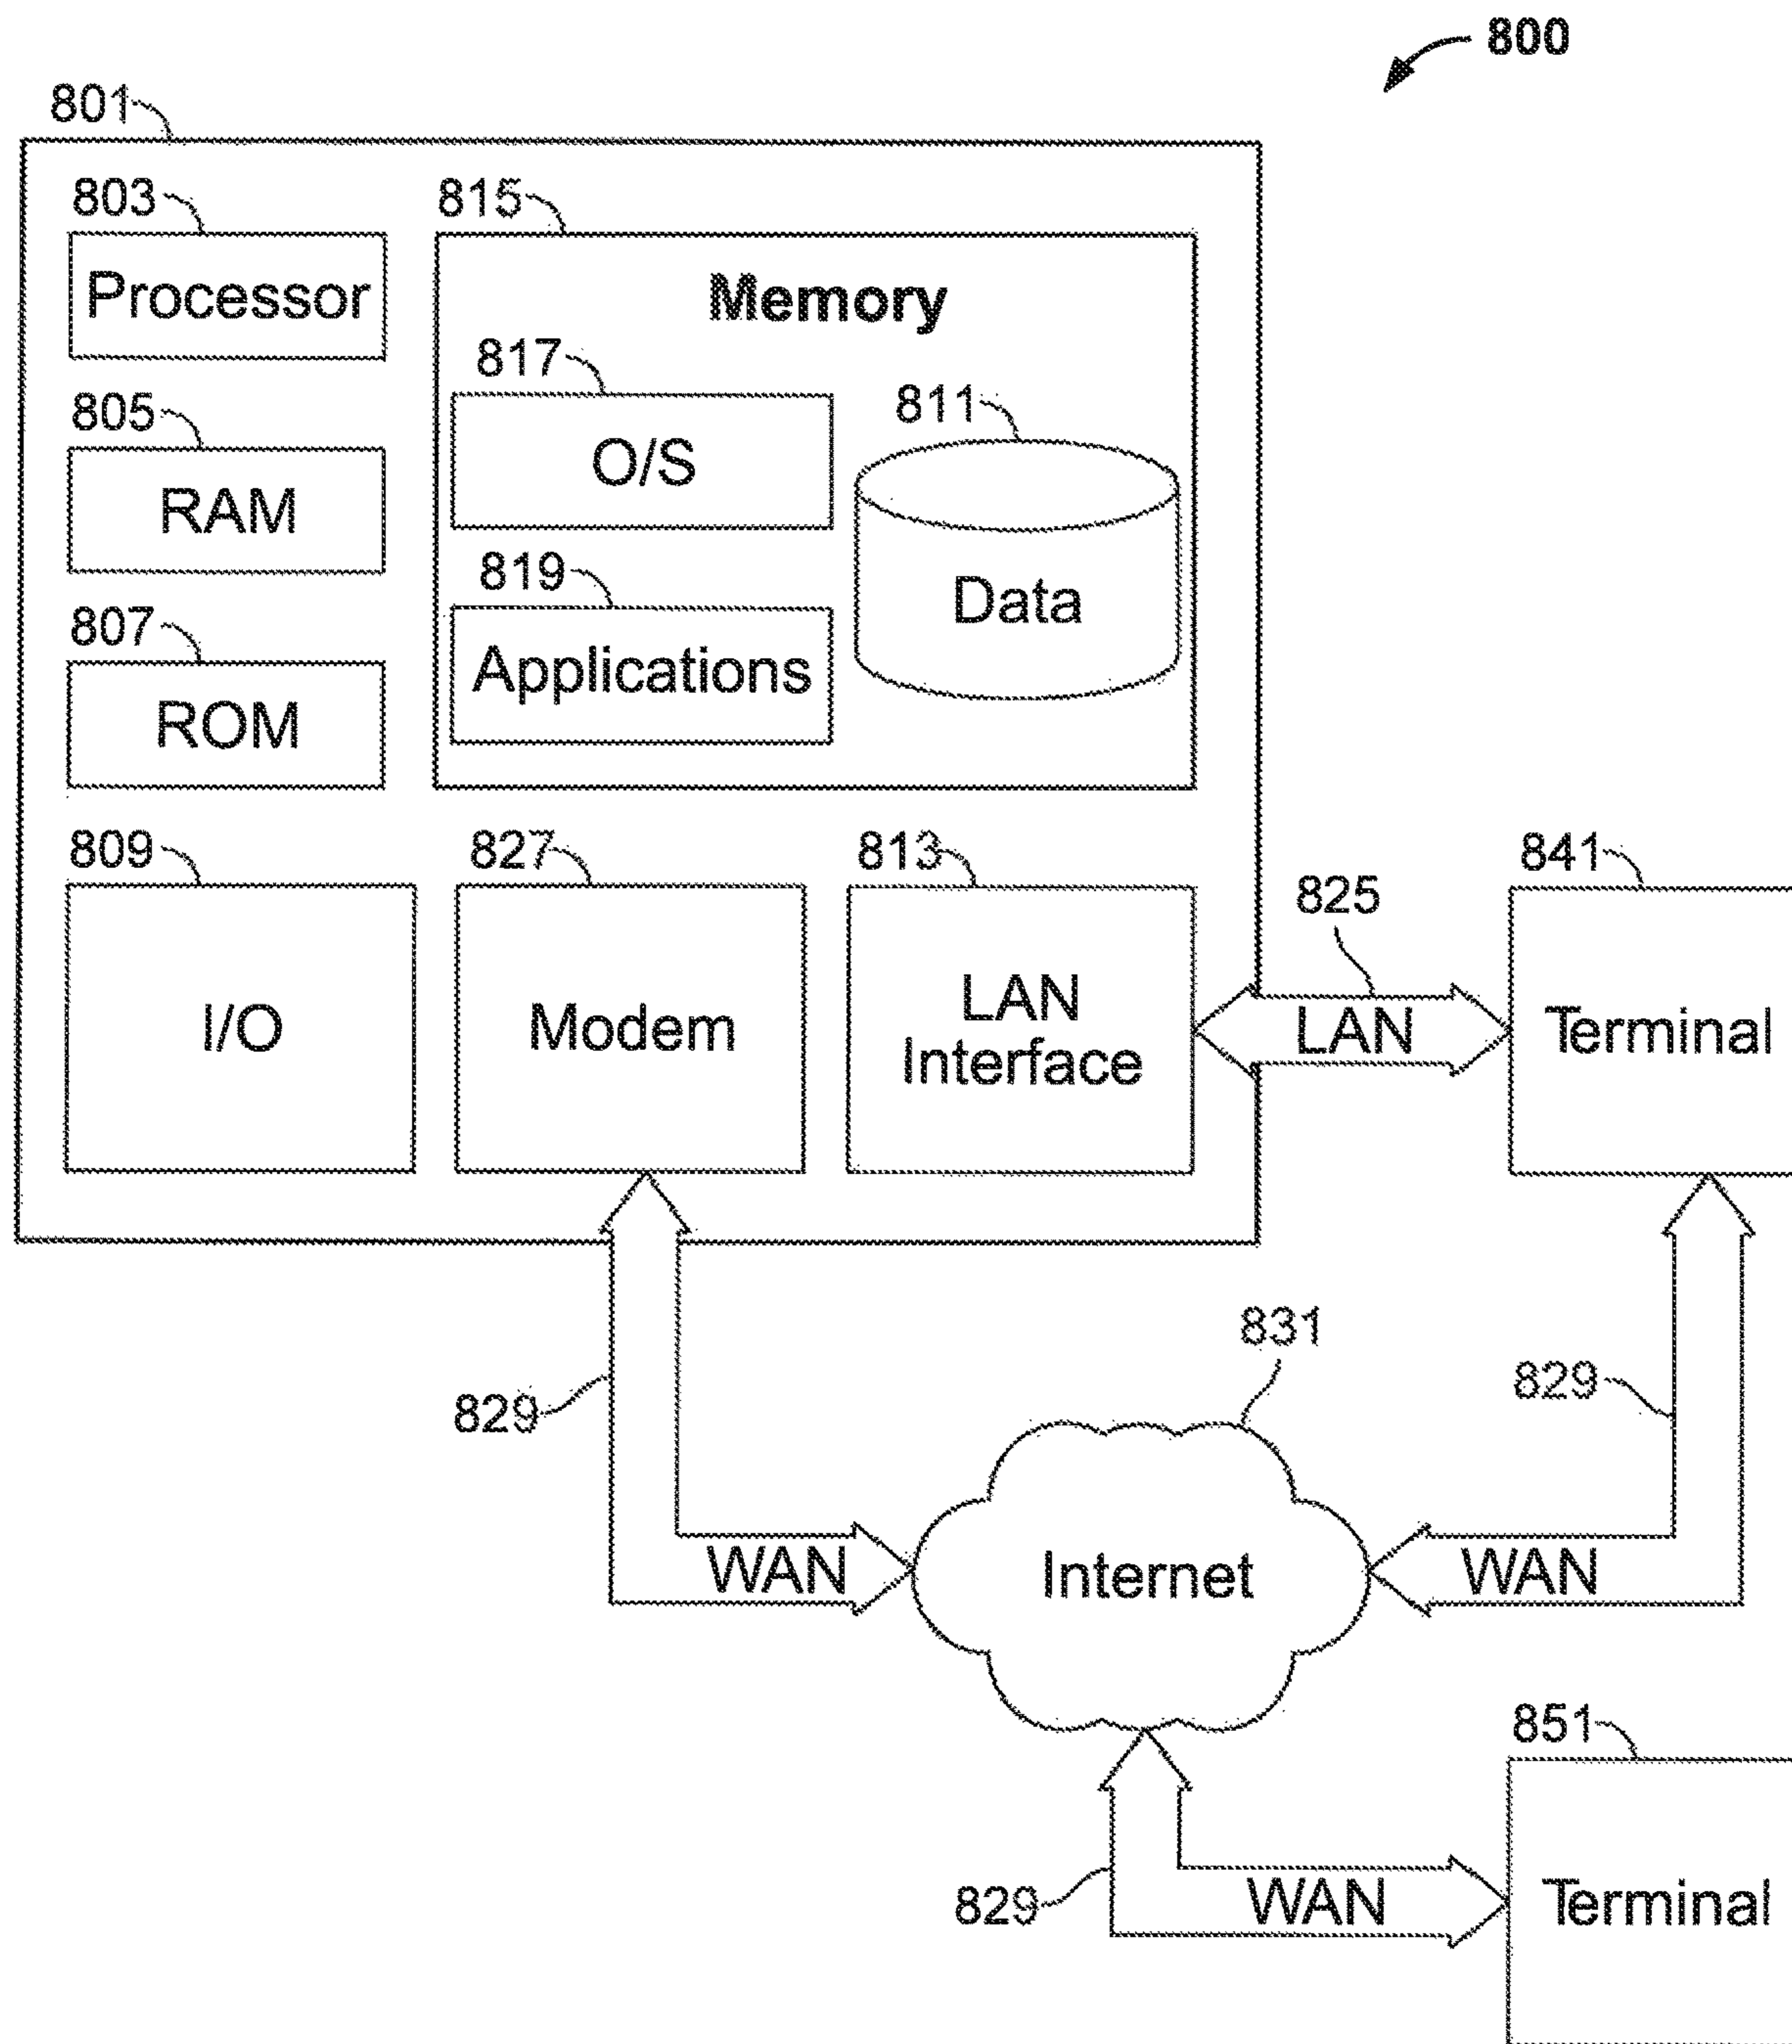 800
801
803
Processor
805
RAM
807
ROM
815
Memory
817
O/S
811
Data
819
Applications
809
I/O
827
Modem
813
LAN
Interface
825
LAN
841
Terminal
829
WAN
831
Internet
829
WAN
829
WAN
851
Terminal